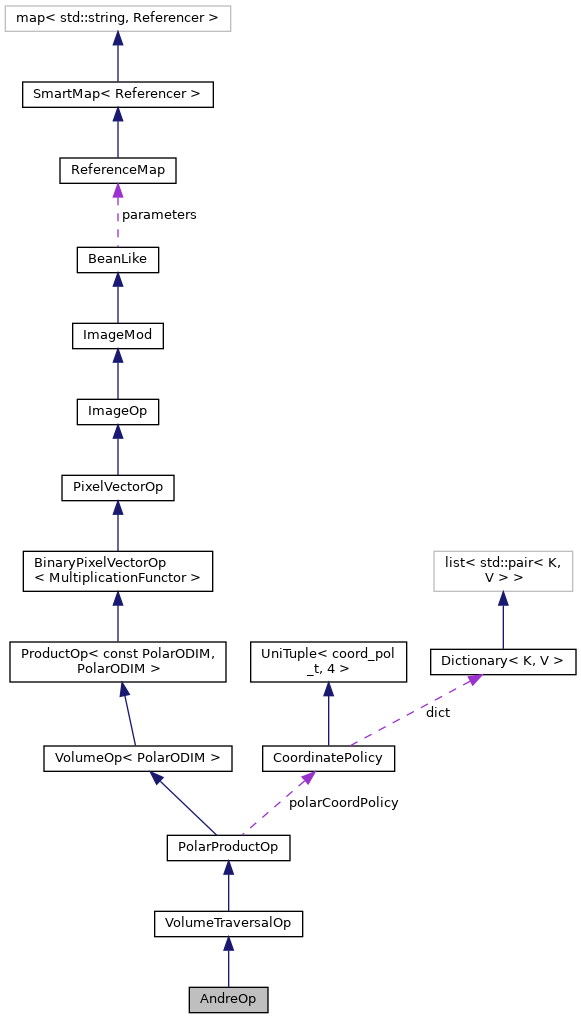 map< std::string, Referencer >
SmartMap< Referencer >
ReferenceMap
parameters
BeanLike
ImageMod
ImageOp
PixelVectorOp
BinaryPixelVectorOp
< MultiplicationFunctor >
list< std::pair< K,
V > >
ProductOp< const PolarODIM,
PolarODIM >
UniTuple< coord_pol
_t, 4 >
Dictionary< K, V >
dict
VolumeOp< PolarODIM >
CoordinatePolicy
polarCoordPolicy
PolarProductOp
VolumeTraversalOp
AndreOp